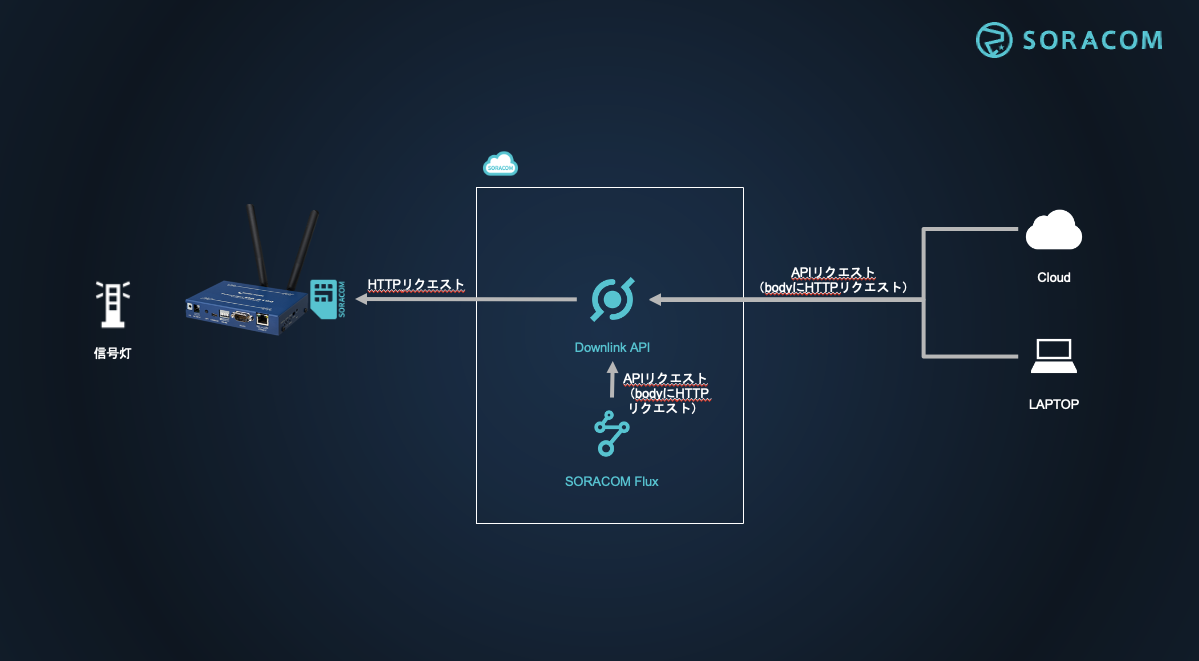 SORACOM
SORACOM
APIリクエスト
（bodyにHTTPリクエスト）
Cloud
HTTPリクエスト
SORACOM
信号灯
Downlink API
APIリクエスト
（bodyにHTTP
リクエスト）
LAPTOP
SORACOM Flux